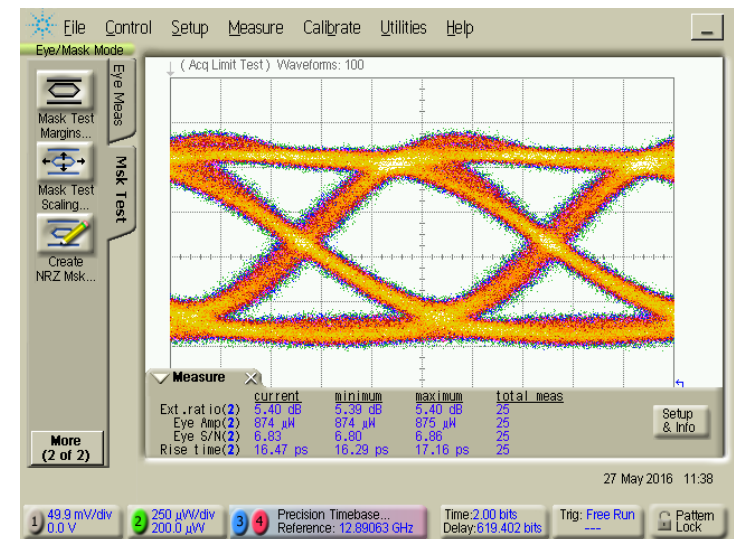 File Control Setup Measure Calibrate Utilities Help
Eye/Mask Mode
( Acq Limit Test ) Waveforms: 100
Eye Meas
Mask Test
Margins...
Msk Test
Mask Test
Scaling...
Create
NRZ Msk...
More
(2 of 2)
Measure
current minimum maximum total meas
Ext.ratio(2) 5.40 dB 5.39 dB 5.40 dB 25
Eye Amp(2) 874 µW 874 µW 875 µW 25
Eye S/N(2) 6.83 6.80 6.86 25
Rise time(2) 16.47 ps 16.29 ps 17.16 ps 25
Setup
& Info
27 May 2016 11:38
1) 49.9 mV/div
0.0 V
2) 250 µW/div
200.0 µW
3) 4)
Precision Timebase...
Reference: 12.89063 GHz
Time:2.00 bits
Delay:619.402 bits
Trig: Free Run
---
Pattern
Lock